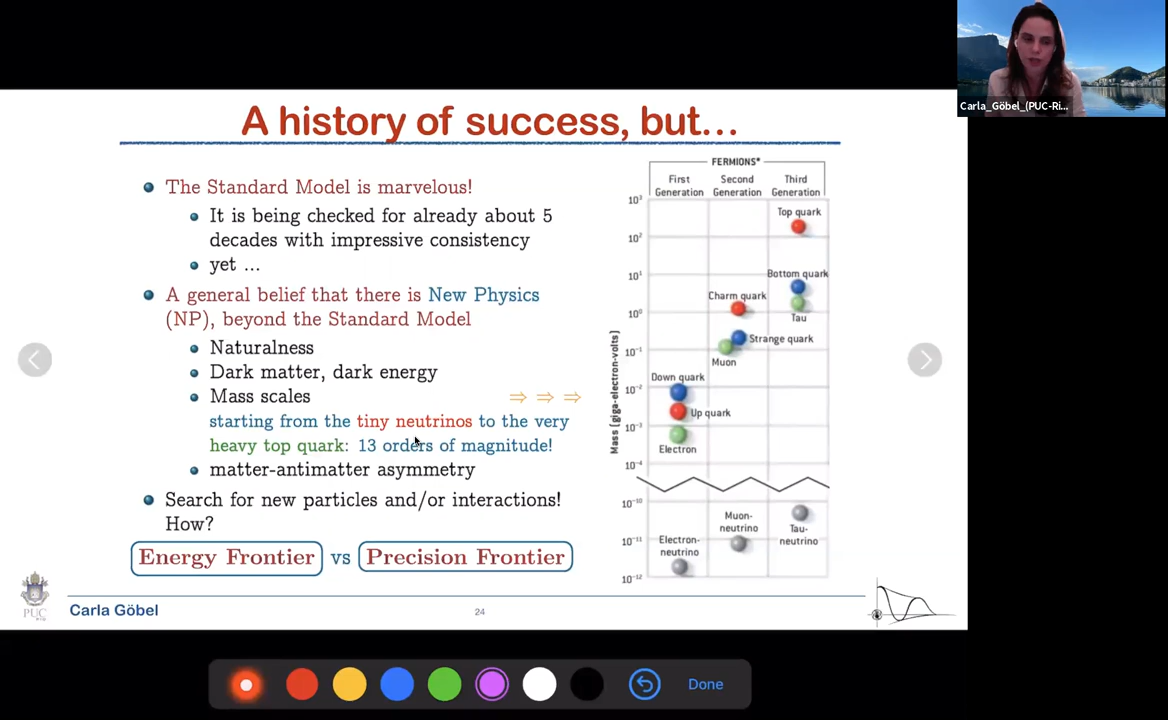 Carla_Göbel_(PUC-Ri...
A history of success, but...
The Standard Model is marvelous!
It is being checked for already about 5
decades with impressive consistency
yet ...
A general belief that there is New Physics
(NP), beyond the Standard Model
Naturalness
Dark matter, dark energy
Mass scales ⇒ ⇒ ⇒
starting from the tiny neutrinos to the very
heavy top quark: 13 orders of magnitude!
matter-antimatter asymmetry
Search for new particles and/or interactions!
How?
Energy Frontier vs Precision Frontier
FERMIONS*
First
Generation
Second
Generation
Third
Generation
Mass (giga-electron-volts)
10³
10²
10¹
10⁰
10⁻¹
10⁻²
10⁻³
10⁻⁴
10⁻¹⁰
10⁻¹¹
10⁻¹²
Top quark
Bottom quark
Charm quark
Tau
Strange quark
Muon
Down quark
Up quark
Electron
Muon-
neutrino
Tau-
neutrino
Electron-
neutrino
PUC
Carla Göbel
24
Done